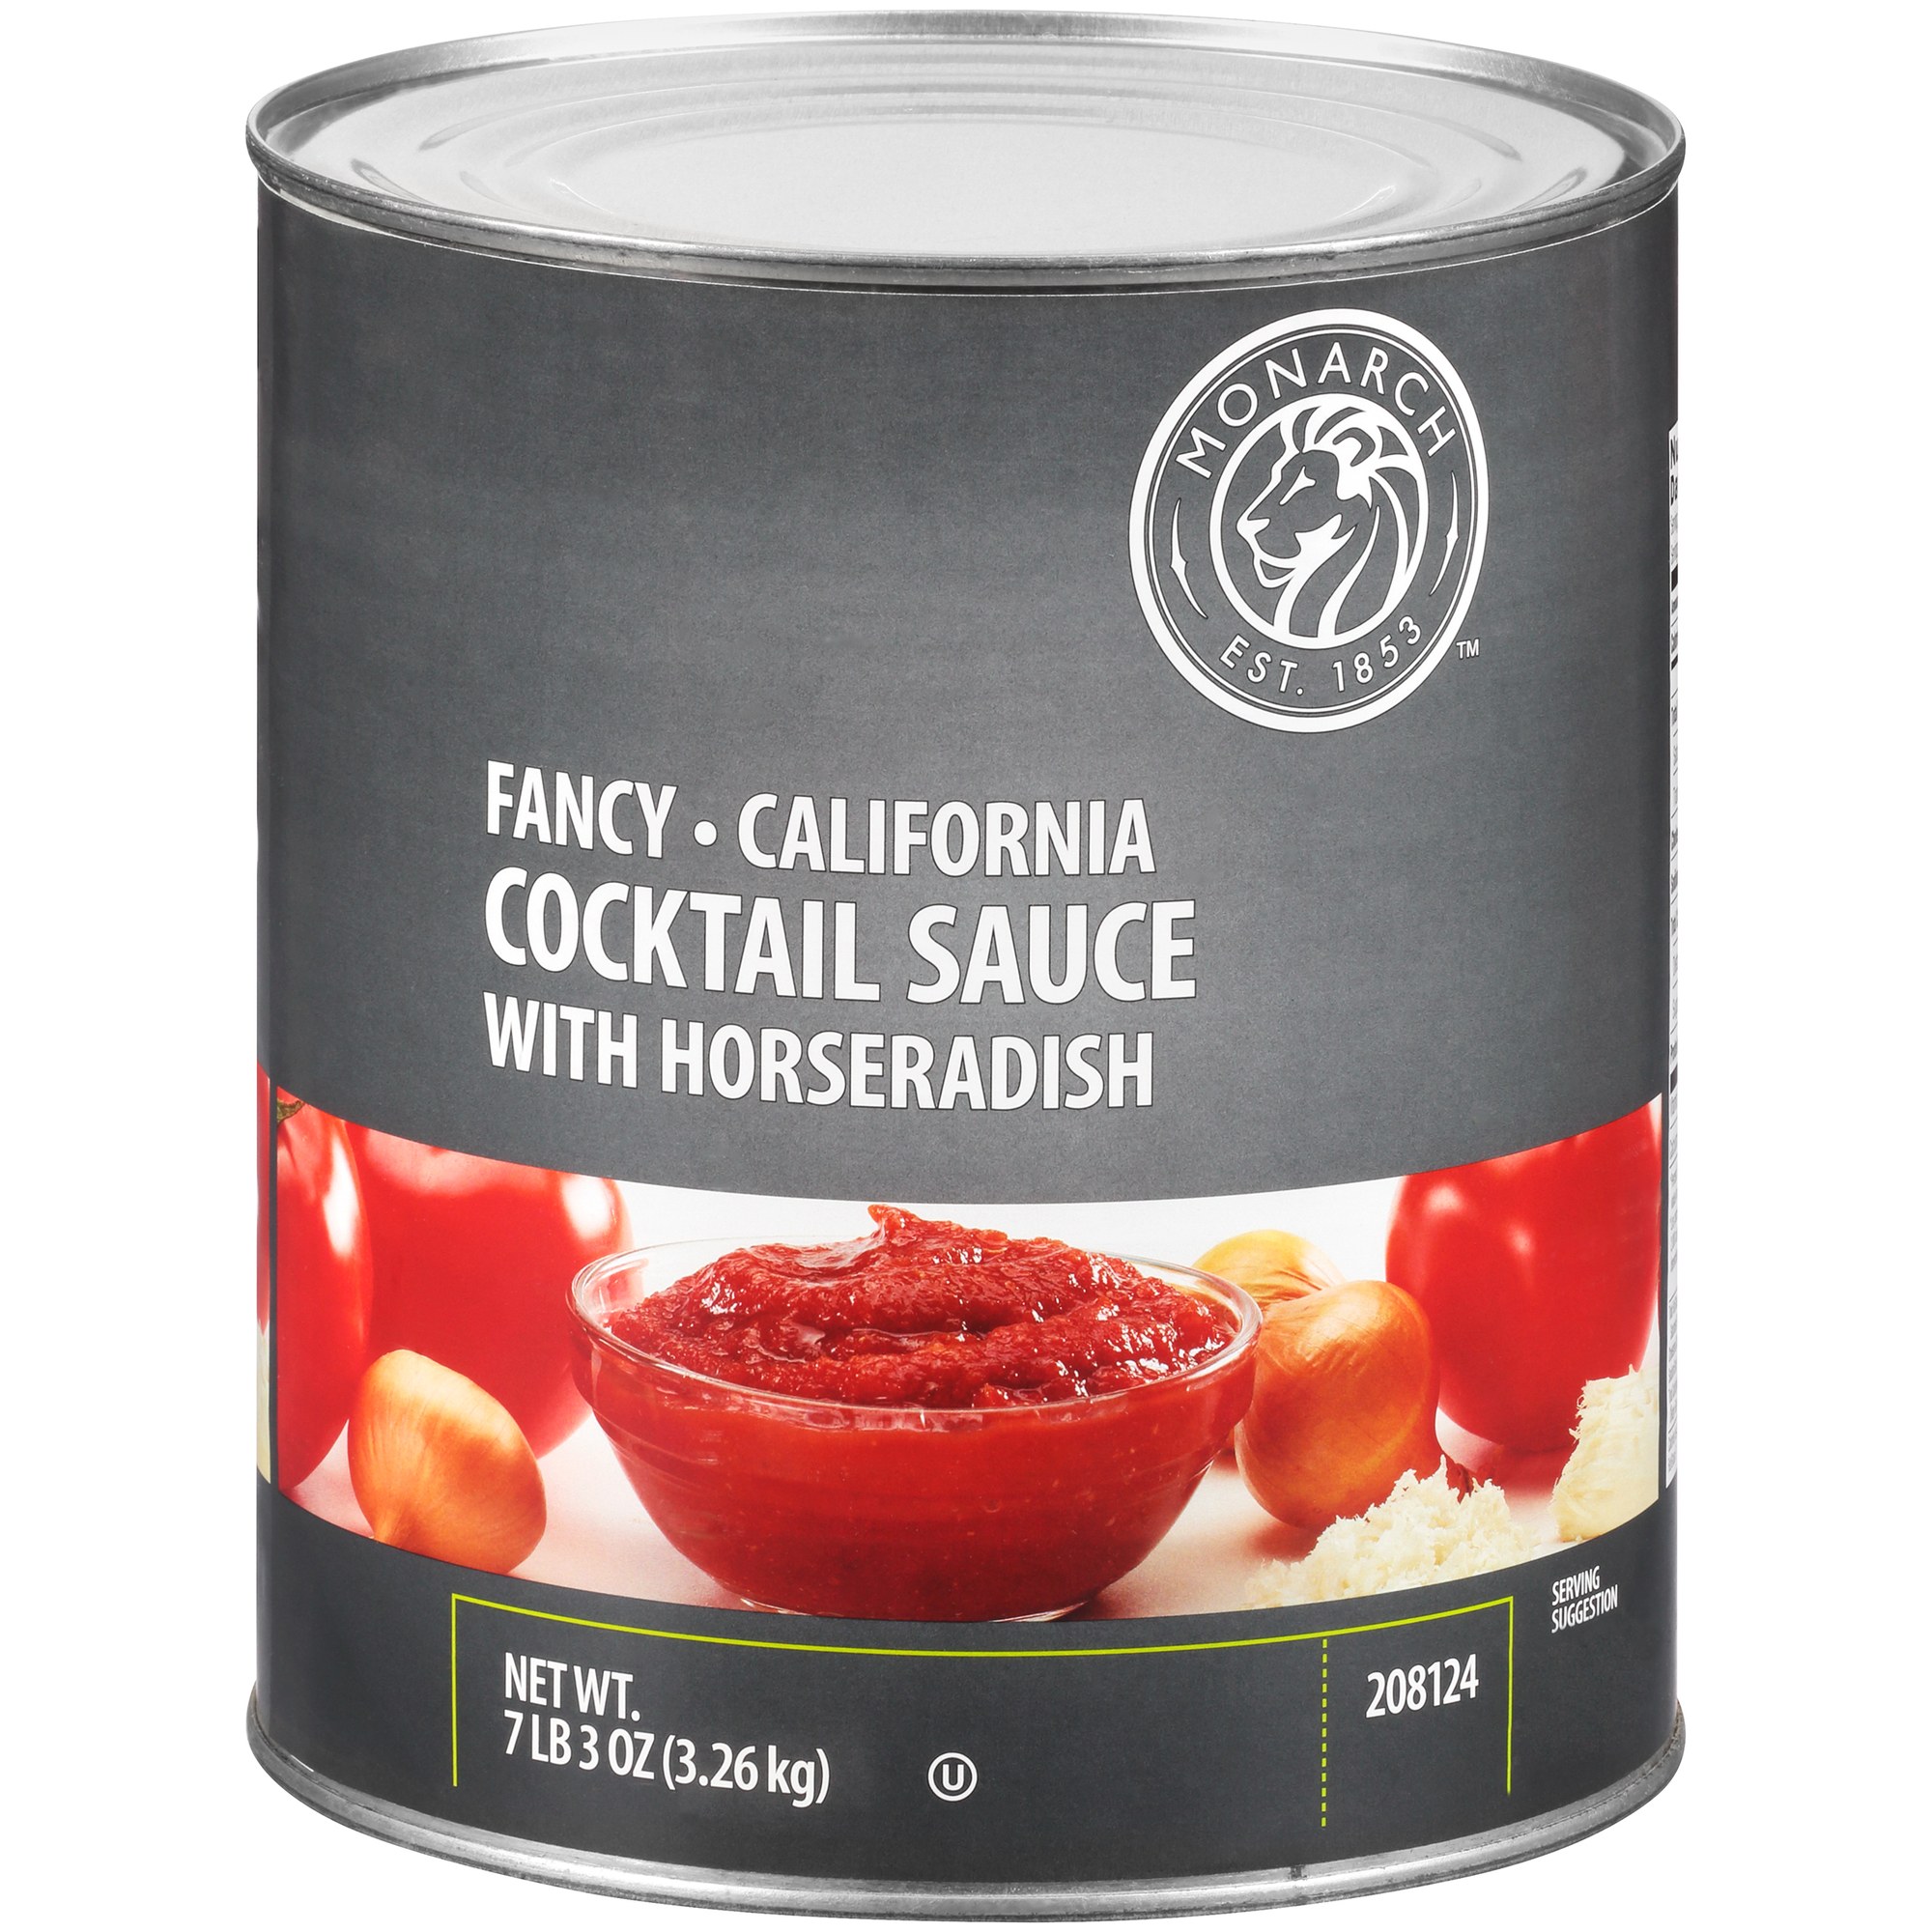 MONARCH
EST. 1853
TM
FANCY • CALIFORNIA
COCKTAIL SAUCE
WITH HORSERADISH
SERVING
SUGGESTION
NET WT.
7 LB 3 OZ (3.26 kg)
U
208124